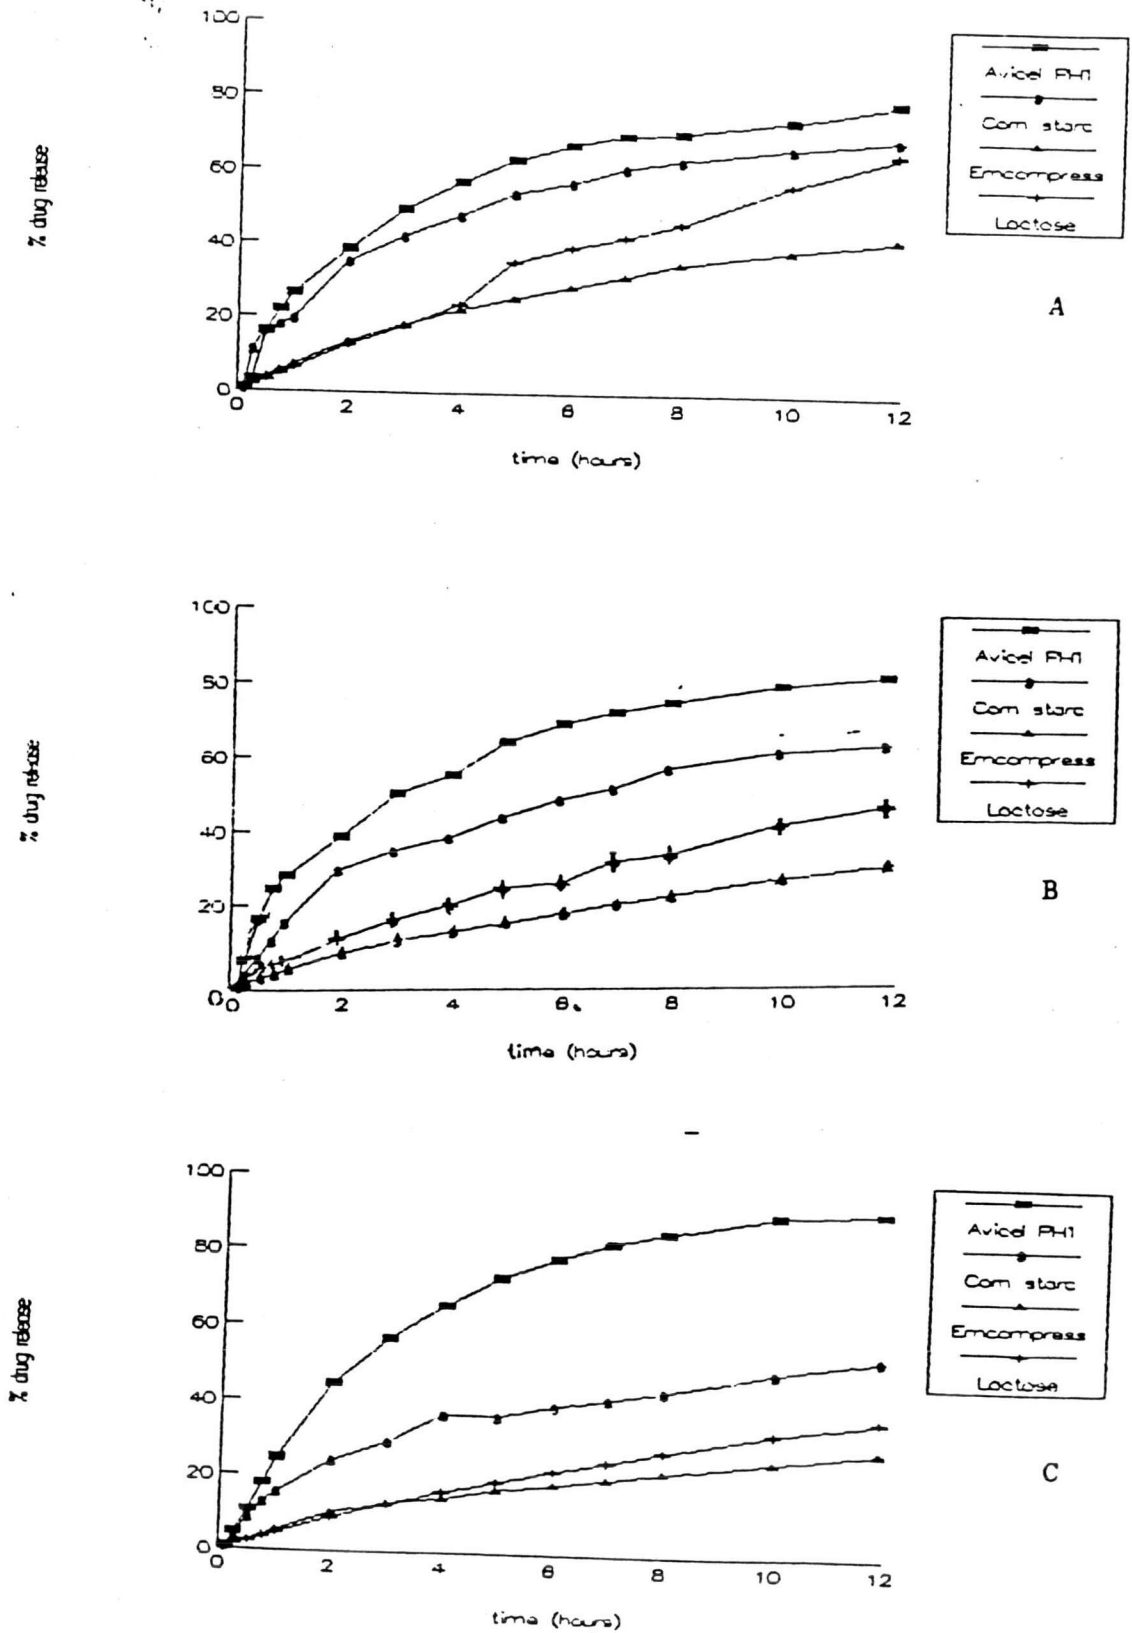 100
80
60
40
20
0
% drug release
0 2 4 6 8 10 12
time (hours)
Avicel PH1
Corn starc
Emcompress
Lactose
A
100
80
60
40
20
0
% drug release
0 2 4 6 8 10 12
time (hours)
Avicel PH1
Corn starc
Emcompress
Lactose
B
100
80
60
40
20
0
% drug release
0 2 4 6 8 10 12
time (hours)
Avicel PH1
Corn starc
Emcompress
Lactose
C